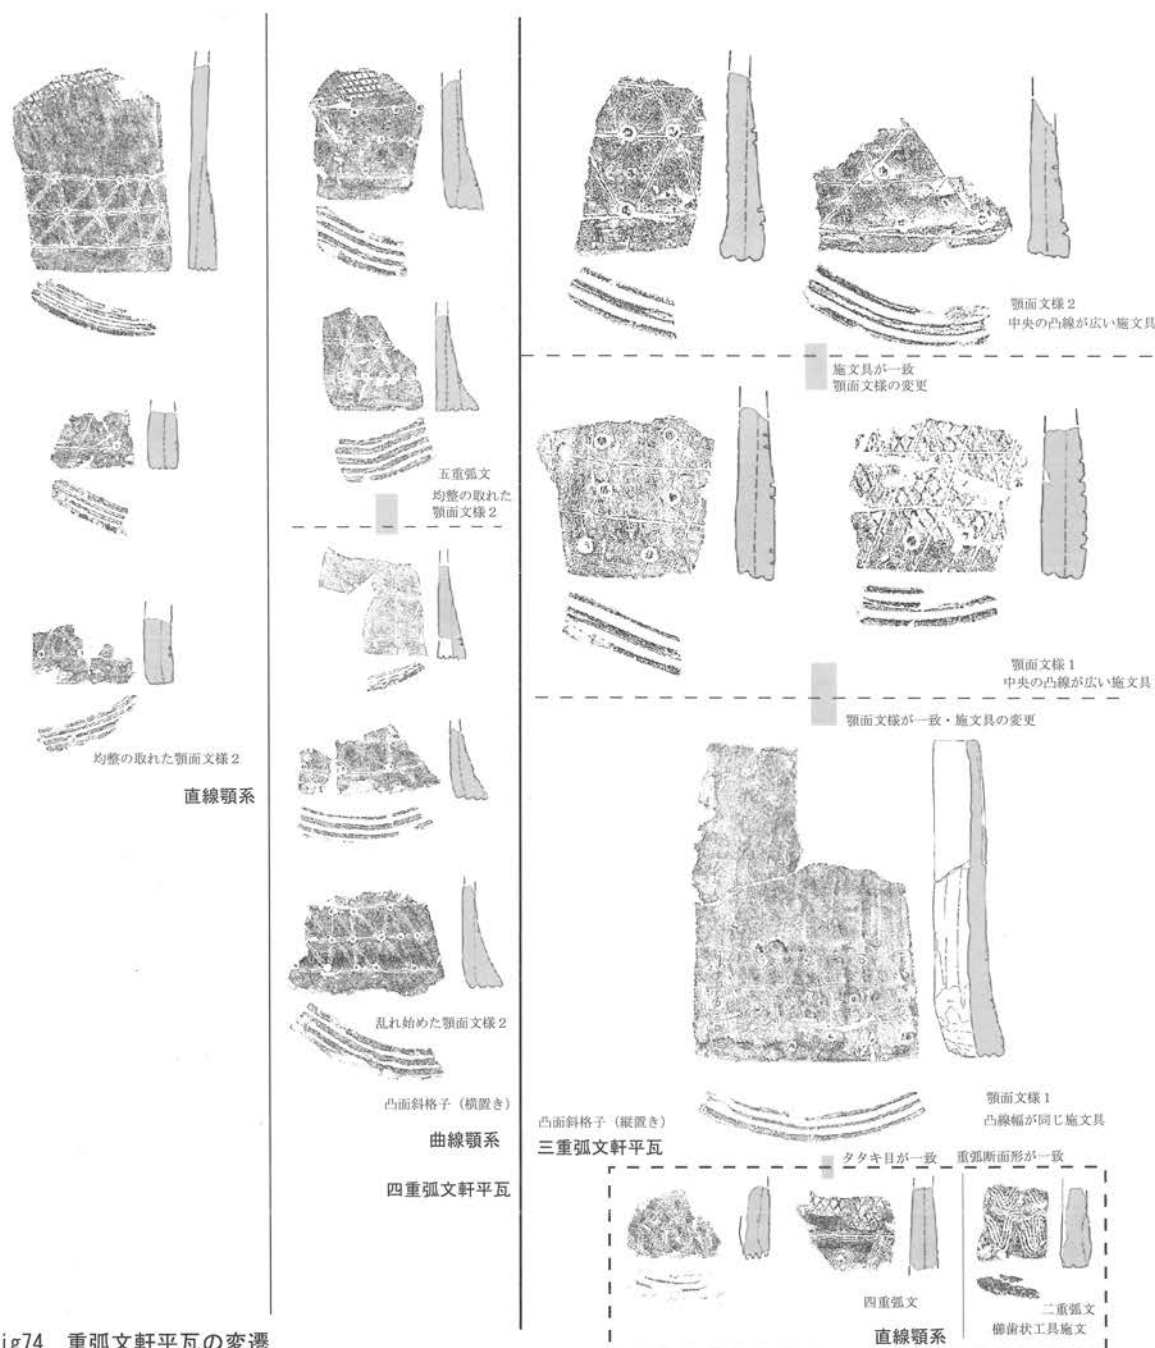 均整の取れた顎面文様2
直線顎系
五重弧文
均整の取れた
顎面文様2
乱れ始めた顎面文様2
凸面斜格子(横置き)
曲線顎系
四重弧文軒平瓦
顎面文様2
中央の凸線が広い施文具
施文具が一致
顎面文様の変更
顎面文様1
中央の凸線が広い施文具
顎面文様が一致・施文具の変更
顎面文様1
凸線幅が同じ施文具
凸面斜格子(縦置き)
三重弧文軒平瓦
タタキ目が一致 重弧断面形が一致
四重弧文
二重弧文
櫛歯状工具施文
直線顎系
ig74 重弧文軒平瓦の変遷